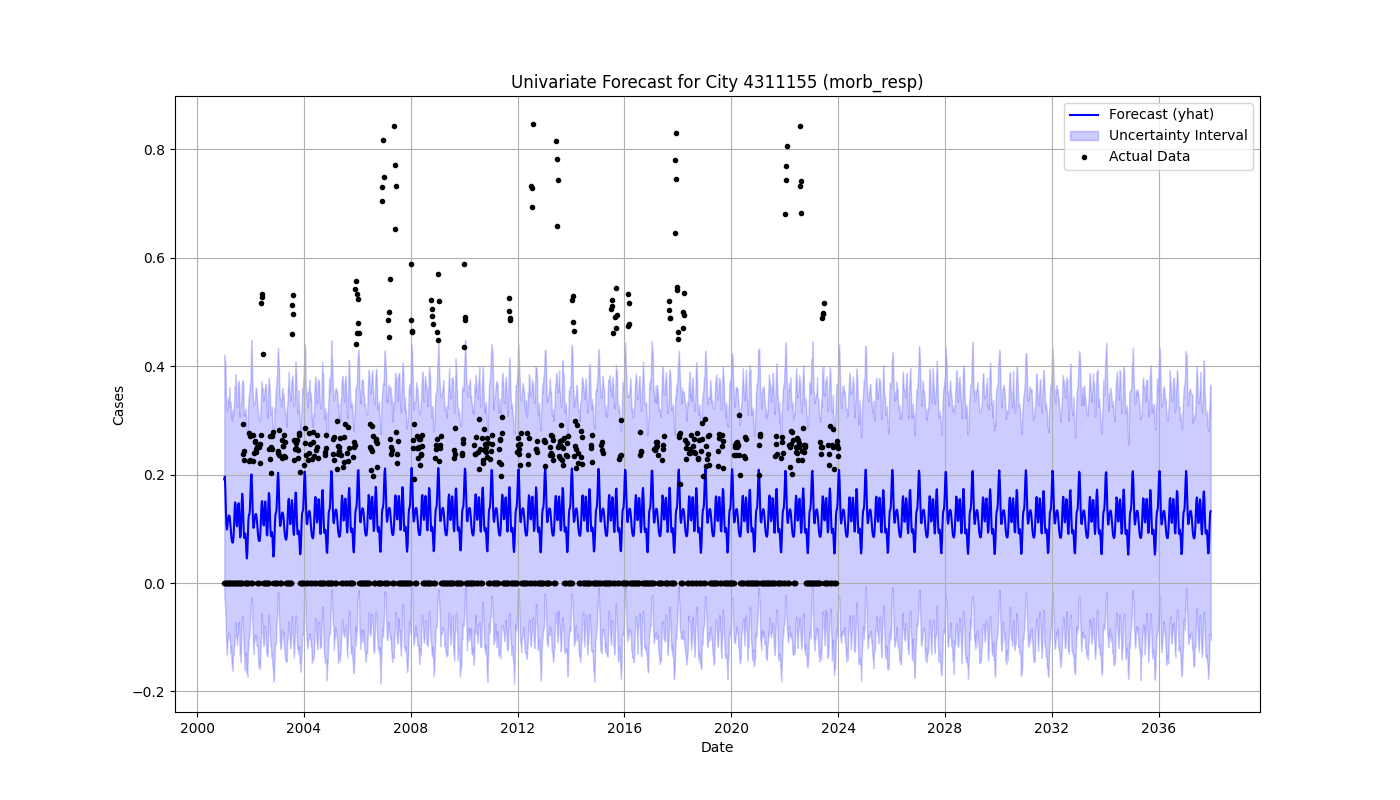 Univariate Forecast for City 4311155 (morb_resp)
Forecast (yhat)
Uncertainty Interval
Actual Data
Cases
0.8
0.6
0.4
0.2
0.0
−0.2
2000 2004 2008 2012 2016 2020 2024 2028 2032 2036
Date